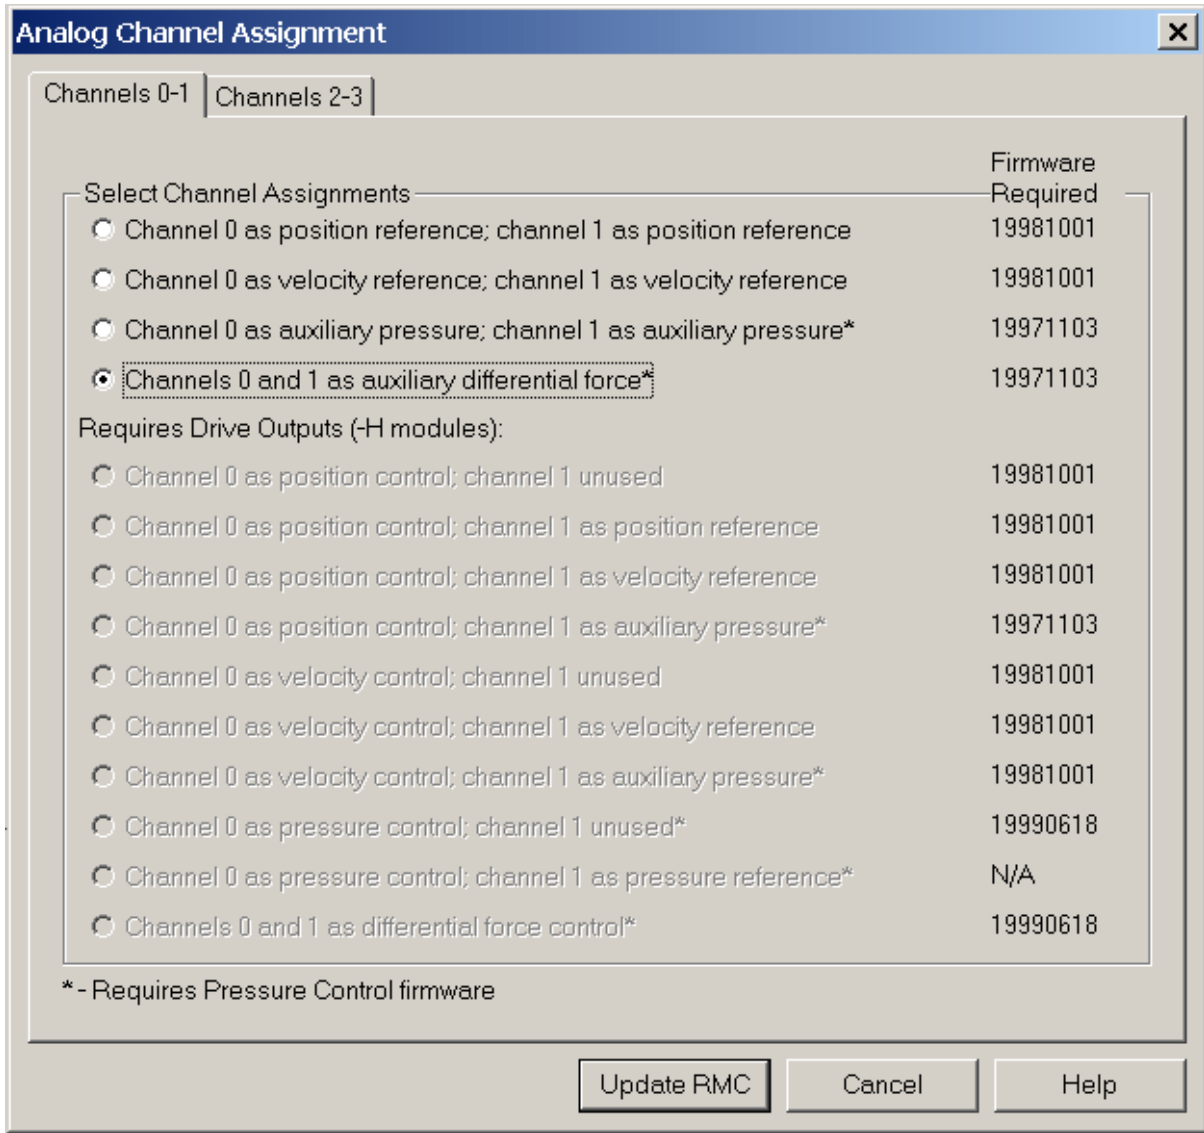 Analog Channel Assignment
Channels 0-1 Channels 2-3
Firmware
Select Channel Assignments Required
Channel 0 as position reference; channel 1 as position reference 19981001
Channel 0 as velocity reference; channel 1 as velocity reference 19981001
Channel 0 as auxiliary pressure; channel 1 as auxiliary pressure* 19971103
Channels 0 and 1 as auxiliary differential force* 19971103
Requires Drive Outputs (-H modules):
Channel 0 as position control; channel 1 unused 19981001
Channel 0 as position control; channel 1 as position reference 19981001
Channel 0 as position control; channel 1 as velocity reference 19981001
Channel 0 as position control; channel 1 as auxiliary pressure* 19971103
Channel 0 as velocity control; channel 1 unused 19981001
Channel 0 as velocity control; channel 1 as velocity reference 19981001
Channel 0 as velocity control; channel 1 as auxiliary pressure* 19981001
Channel 0 as pressure control; channel 1 unused* 19990618
Channel 0 as pressure control; channel 1 as pressure reference* N/A
Channels 0 and 1 as differential force control* 19990618
* - Requires Pressure Control firmware
Update RMC Cancel Help